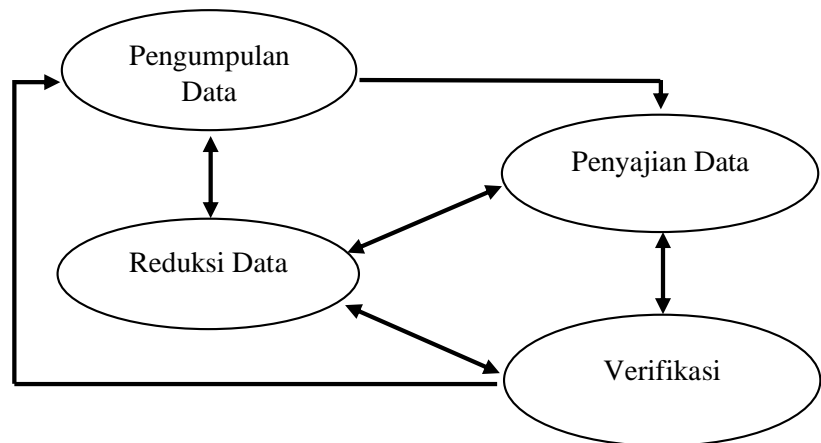 Pengumpulan
Data
Penyajian Data
Reduksi Data
Verifikasi